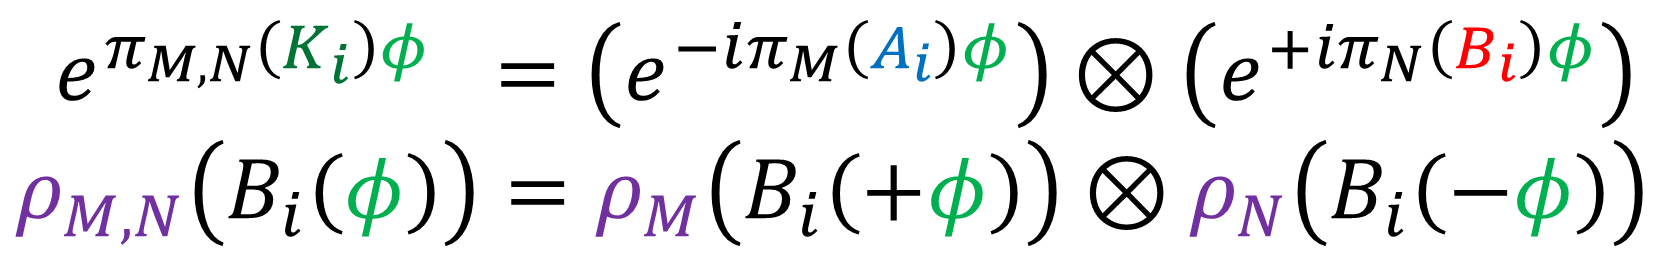 e^{π_{M,N}(K_i)ϕ} = (e^{-iπ_M(A_i)ϕ}) ⊗ (e^{+iπ_N(B_i)ϕ})
ρ_{M,N}(B_i(ϕ)) = ρ_M(B_i(+ϕ)) ⊗ ρ_N(B_i(−ϕ))